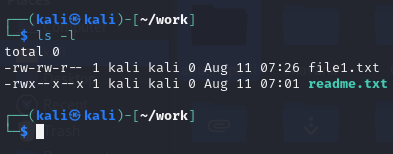 ┌──(kali㉿kali)-[~/work]
└─$ ls -l
total 0
-rw-rw-r-- 1 kali kali 0 Aug 11 07:26 file1.txt
-rwx--x--x 1 kali kali 0 Aug 11 07:01 readme.txt
┌──(kali㉿kali)-[~/work]
└─$